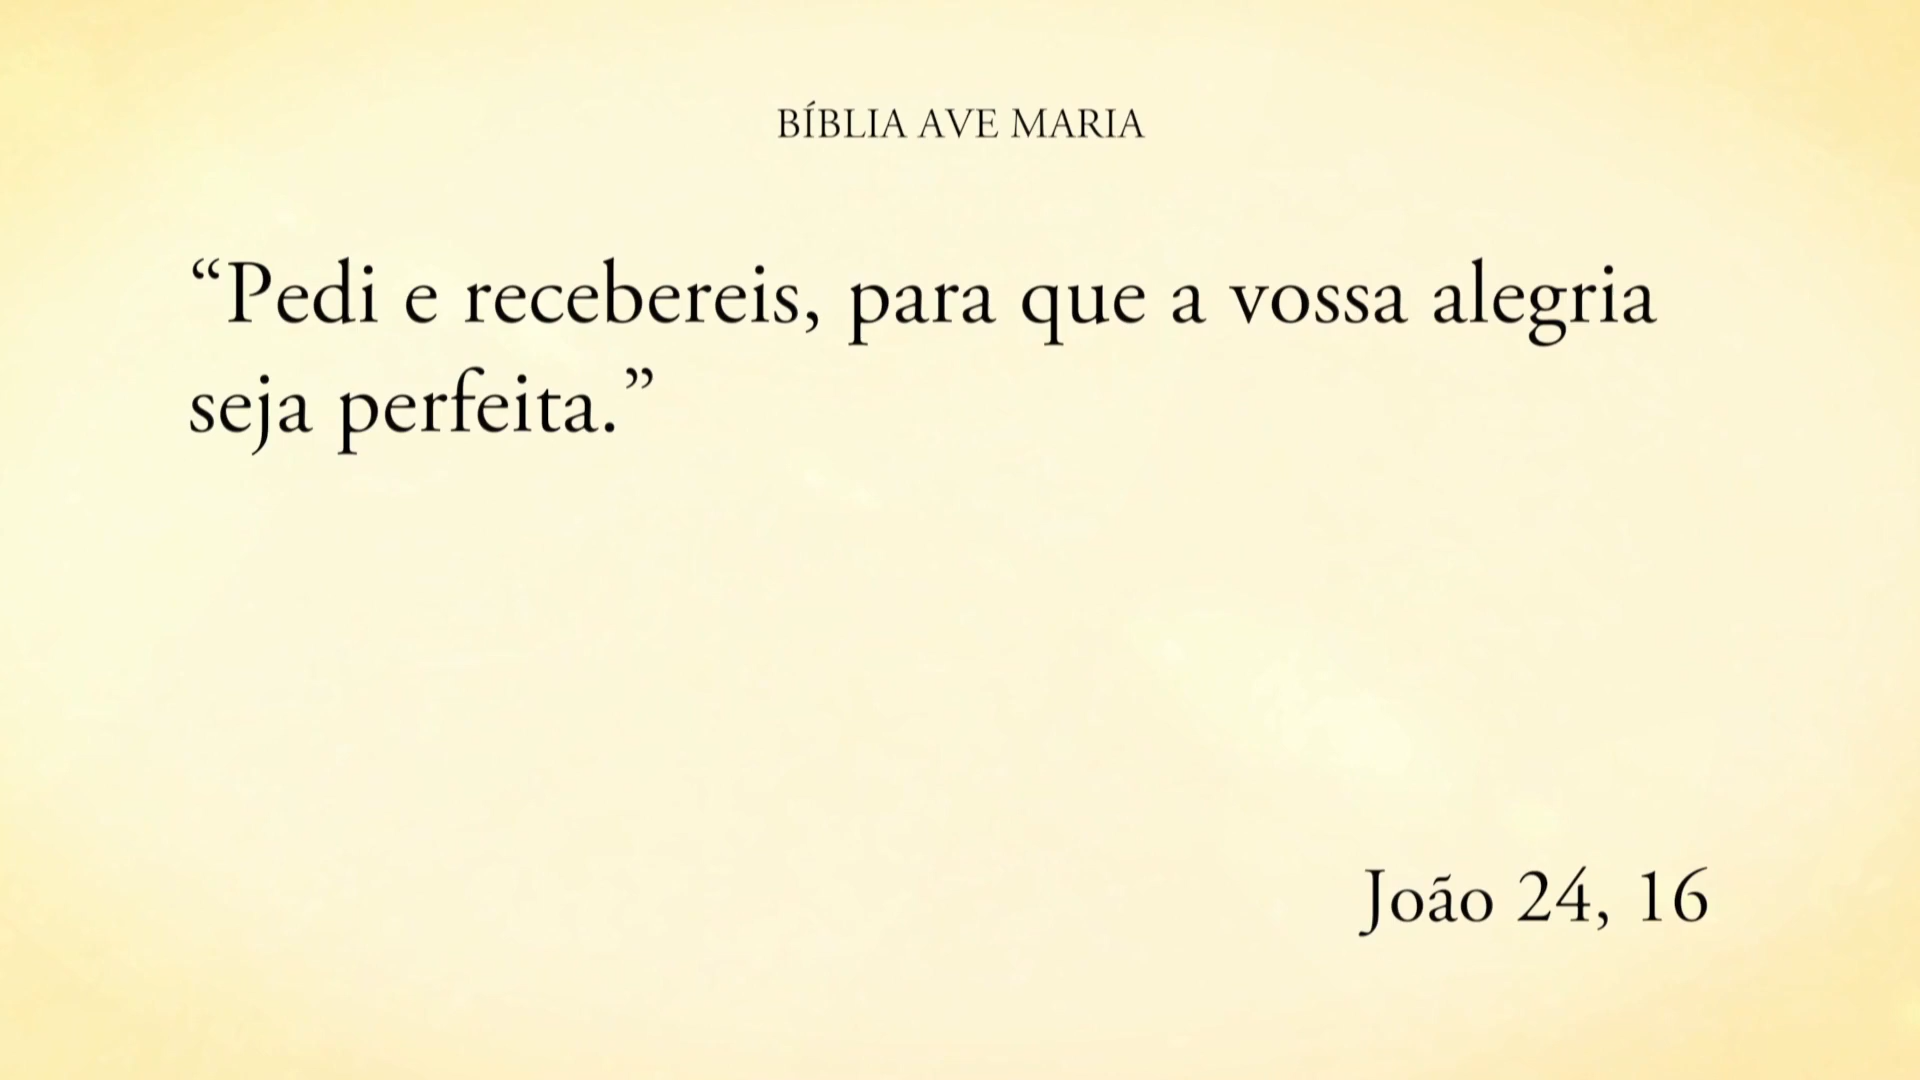 BÍBLIA AVE MARIA
“Pedi e recebereis, para que a vossa alegria
seja perfeita.”
João 24, 16